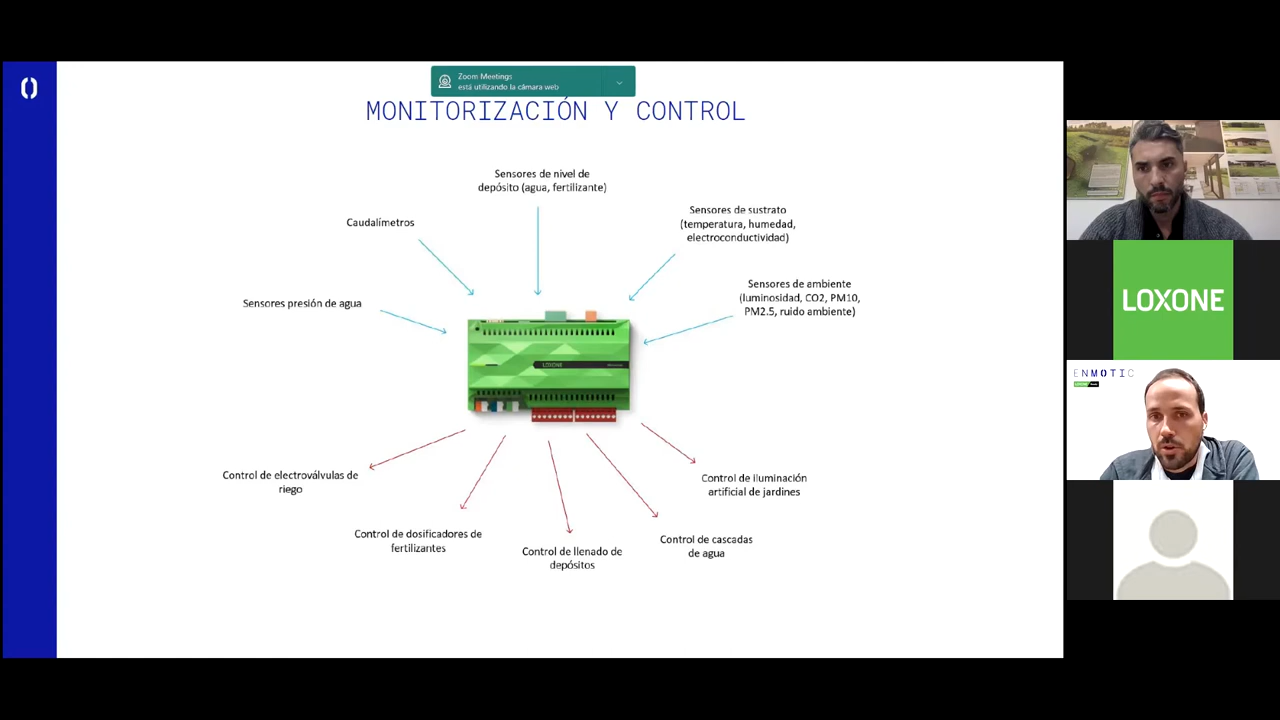 Zoom Meetings
está utilizando la cámara web
MONITORIZACIÓN Y CONTROL
Sensores de nivel de
depósito (agua, fertilizante)
Caudalímetros
Sensores de sustrato
(temperatura, humedad,
electroconductividad)
Sensores presión de agua
Sensores de ambiente
(luminosidad, CO2, PM10,
PM2.5, ruido ambiente)
LOXONE
Control de electroválvulas de
riego
Control de dosificadores de
fertilizantes
Control de llenado de
depósitos
Control de cascadas
de agua
Control de iluminación
artificial de jardines
LOXONE
ENMOTIC